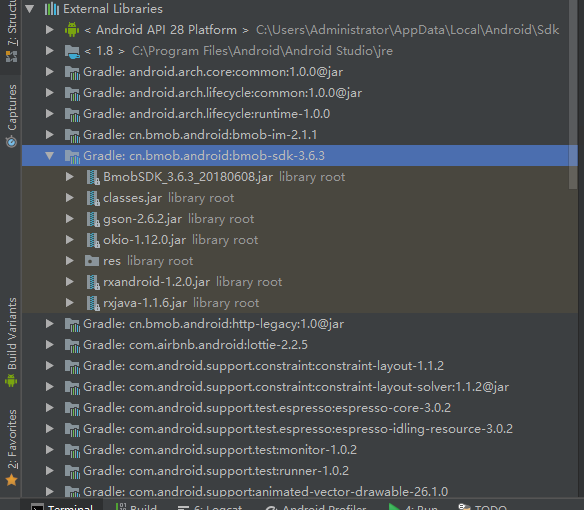 External Libraries
< Android API 28 Platform > C:\Users\Administrator\AppData\Local\Android\Sdk
< 1.8 > C:\Program Files\Android\Android Studio\jre
Gradle: android.arch.core:common:1.0.0@jar
Gradle: android.arch.lifecycle:common:1.0.0@jar
Gradle: android.arch.lifecycle:runtime-1.0.0
Gradle: cn.bmob.android:bmob-im-2.1.1
Gradle: cn.bmob.android:bmob-sdk-3.6.3
BmobSDK_3.6.3_20180608.jar library root
classes.jar library root
gson-2.6.2.jar library root
okio-1.12.0.jar library root
res library root
rxandroid-1.2.0.jar library root
rxjava-1.1.6.jar library root
Gradle: cn.bmob.android:http-legacy:1.0@jar
Gradle: com.airbnb.android:lottie-2.2.5
Gradle: com.android.support.constraint:constraint-layout-1.1.2
Gradle: com.android.support.constraint:constraint-layout-solver:1.1.2@jar
Gradle: com.android.support.test.espresso:espresso-core-3.0.2
Gradle: com.android.support.test.espresso:espresso-idling-resource-3.0.2
Gradle: com.android.support.test:monitor-1.0.2
Gradle: com.android.support.test:runner-1.0.2
Gradle: com.android.support:animated-vector-drawable-26.1.0
7: Structu
Captures
Build Variants
2: Favorites
Terminal
Build
6: Logcat
Android Profiler
4: Run
TODO